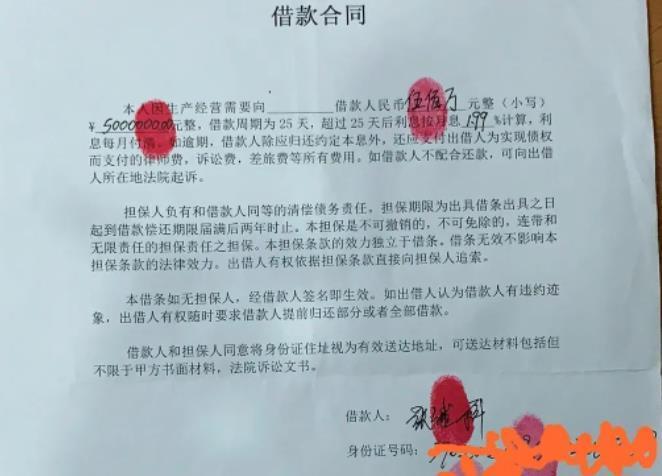 借款合同
本人因生产经营需要向________借款人民币伍佰万元整（小写）
￥5000000.00元整，借款周期为25天，超过25天后利息按月息1.99%计算，利
息每月付清。如逾期，借款人除应归还约定本息外，还应支付出借人为实现债权
而支付的律师费，诉讼费，差旅费等所有费用。如借款人不配合还款，可向出借
人所在地法院起诉。
担保人负有和借款人同等的清偿债务责任，担保期限为出具借条出具之日
起到借款偿还期限届满后两年时止。本担保是不可撤销的，不可免除的，连带和
无限责任的担保责任之担保。本担保条款的效力独立于借条。借条无效不影响本
担保条款的法律效力。出借人有权依据担保条款直接向担保人追索。
本借条如无担保人，经借款人签名即生效。如出借人认为借款人有违约迹
象，出借人有权随时要求借款人提前归还部分或者全部借款。
借款人和担保人同意将身份证住址视为有效送达地址，可送达材料包括但
不限于甲方书面材料，法院诉讼文书。
借款人：张继科
身份证号码：